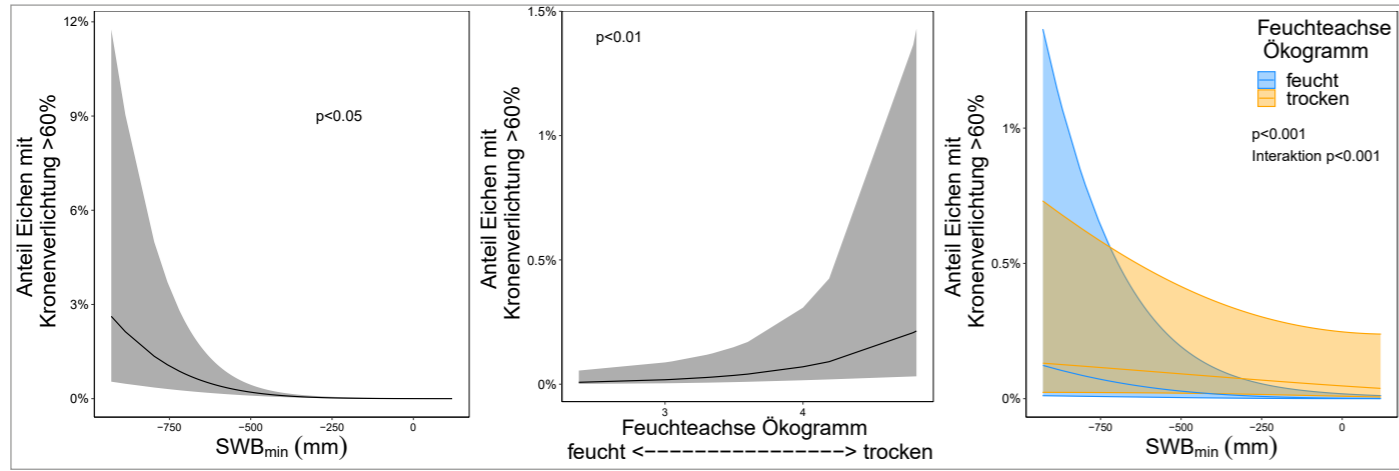 Anteil Eichen mit
Kronenverlichtung >60%
12%
9%
6%
3%
0%
p<0.05
−750
−500
−250
0
SWBmin (mm)
Anteil Eichen mit
Kronenverlichtung >60%
1.5%
1%
0.5%
0%
p<0.01
3
4
Feuchteachse Ökogramm
feucht <----------------> trocken
Anteil Eichen mit
Kronenverlichtung >60%
1%
0.5%
0%
Feuchteachse
Ökogramm
feucht
trocken
p<0.001
Interaktion p<0.001
−750
−500
−250
0
SWBmin (mm)